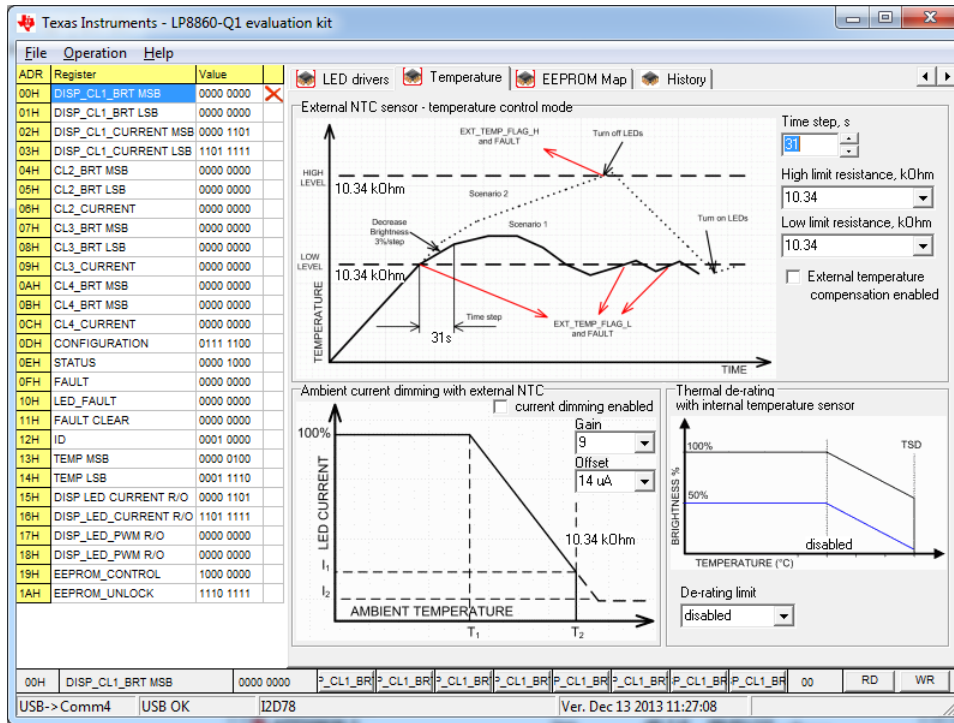 Texas Instruments - LP8860-Q1 evaluation kit
File Operation Help
ADR Register Value
00H DISP_CL1_BRT MSB 0000 0000
01H DISP_CL1_BRT LSB 0000 0000
02H DISP_CL1_CURRENT MSB 0000 1101
03H DISP_CL1_CURRENT LSB 1101 1111
04H CL2_BRT MSB 0000 0000
05H CL2_BRT LSB 0000 0000
06H CL2_CURRENT 0000 0000
07H CL3_BRT MSB 0000 0000
08H CL3_BRT LSB 0000 0000
09H CL3_CURRENT 0000 0000
0AH CL4_BRT MSB 0000 0000
0BH CL4_BRT MSB 0000 0000
0CH CL4_CURRENT 0000 0000
0DH CONFIGURATION 0111 1100
0EH STATUS 0000 1000
0FH FAULT 0000 0000
10H LED_FAULT 0000 0000
11H FAULT CLEAR 0000 0000
12H ID 0001 0000
13H TEMP MSB 0000 0100
14H TEMP LSB 0001 1110
15H DISP LED CURRENT R/O 0000 1101
16H DISP_LED_CURRENT R/O 1101 1111
17H DISP_LED_PWM R/O 0000 0000
18H DISP_LED_PWM R/O 0000 0000
19H EEPROM_CONTROL 1000 0000
1AH EEPROM_UNLOCK 1110 1111
LED drivers Temperature EEPROM Map History
External NTC sensor - temperature control mode
EXT_TEMP_FLAG_H
and FAULT
Turn off LEDs
HIGH
LEVEL
10.34 kOhm
Scenario 2
Decrease
Brightness
3%/step
Scenario 1
Turn on LEDs
LOW
LEVEL
10.34 kOhm
Time step
31s
EXT_TEMP_FLAG_L
and FAULT
TEMPERATURE
TIME
Time step, s
31
High limit resistance, kOhm
10.34
Low limit resistance, kOhm
10.34
External temperature
compensation enabled
Ambient current dimming with external NTC
current dimming enabled
100%
Gain
9
Offset
14 uA
LED CURRENT
10.34 kOhm
I1
I2
AMBIENT TEMPERATURE
T1 T2
Thermal de-rating
with internal temperature sensor
100%
TSD
50%
BRIGHTNESS %
disabled
TEMPERATURE (°C)
De-rating limit
disabled
00H DISP_CL1_BRT MSB 0000 0000 P_CL1_BR P_CL1_BR P_CL1_BR P_CL1_BR P_CL1_BR P_CL1_BR P_CL1_BR P_CL1_BR 00 RD WR
USB->Comm4 USB OK I2D78 Ver. Dec 13 2013 11:27:08